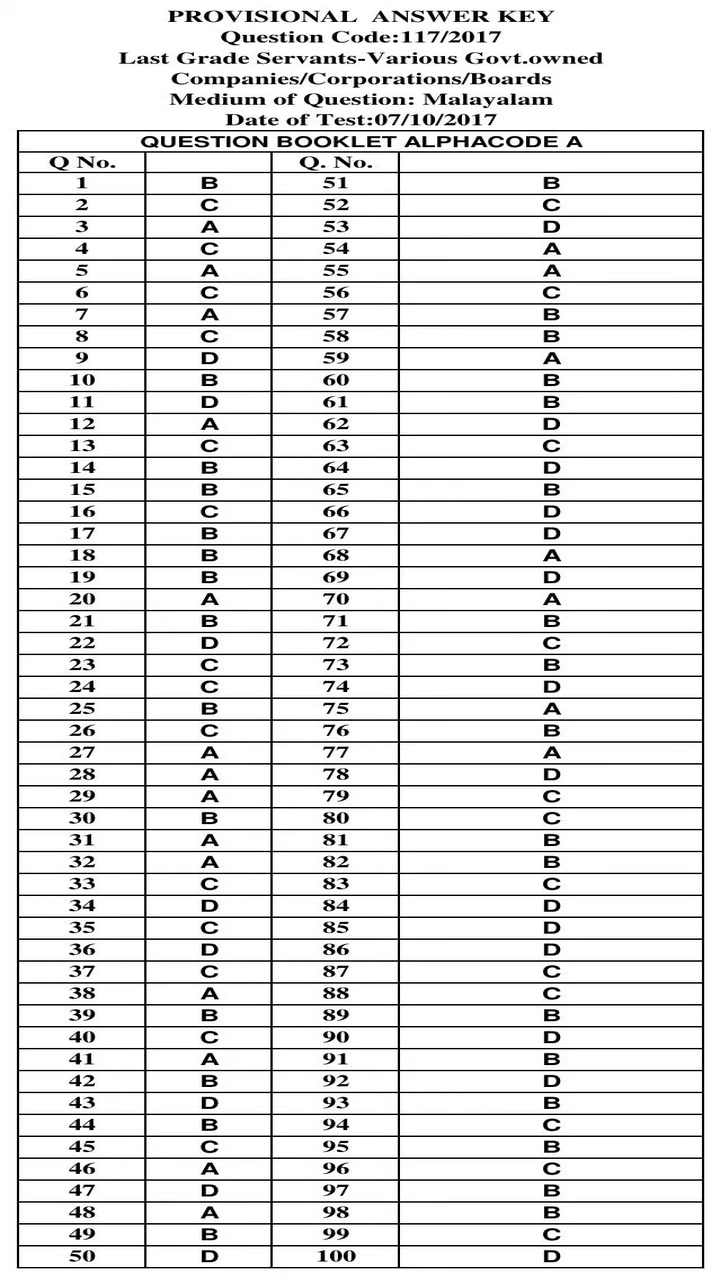 PROVISIONAL ANSWER KEY
Question Code:117/2017
Last Grade Servants-Various Govt.owned
Companies/Corporations/Boards
Medium of Question: Malayalam
Date of Test:07/10/2017
QUESTION BOOKLET ALPHACODE A
Q No. Q. No.
1 B 51 B
2 C 52 C
3 A 53 D
4 C 54 A
5 A 55 A
6 C 56 C
7 A 57 B
8 C 58 B
9 D 59 A
10 B 60 B
11 D 61 B
12 A 62 D
13 C 63 C
14 B 64 D
15 B 65 B
16 C 66 D
17 B 67 D
18 B 68 A
19 B 69 D
20 A 70 A
21 B 71 B
22 D 72 C
23 C 73 B
24 C 74 D
25 B 75 A
26 C 76 B
27 A 77 A
28 A 78 D
29 A 79 C
30 B 80 C
31 A 81 B
32 A 82 B
33 C 83 C
34 D 84 D
35 C 85 D
36 D 86 D
37 C 87 C
38 A 88 C
39 B 89 B
40 C 90 D
41 A 91 B
42 B 92 D
43 D 93 B
44 B 94 C
45 C 95 B
46 A 96 C
47 D 97 B
48 A 98 B
49 B 99 C
50 D 100 D